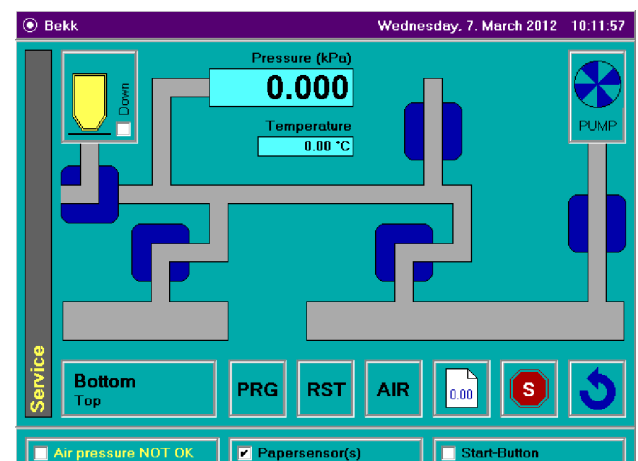 Bekk
Wednesday, 7. March 2012 10:11:57
Pressure (kPa)
0.000
Down
Temperature
0.00 °C
PUMP
Service
Bottom
Top
PRG
RST
AIR
0.00
S
Air pressure NOT OK
Papersensor(s)
Start-Button